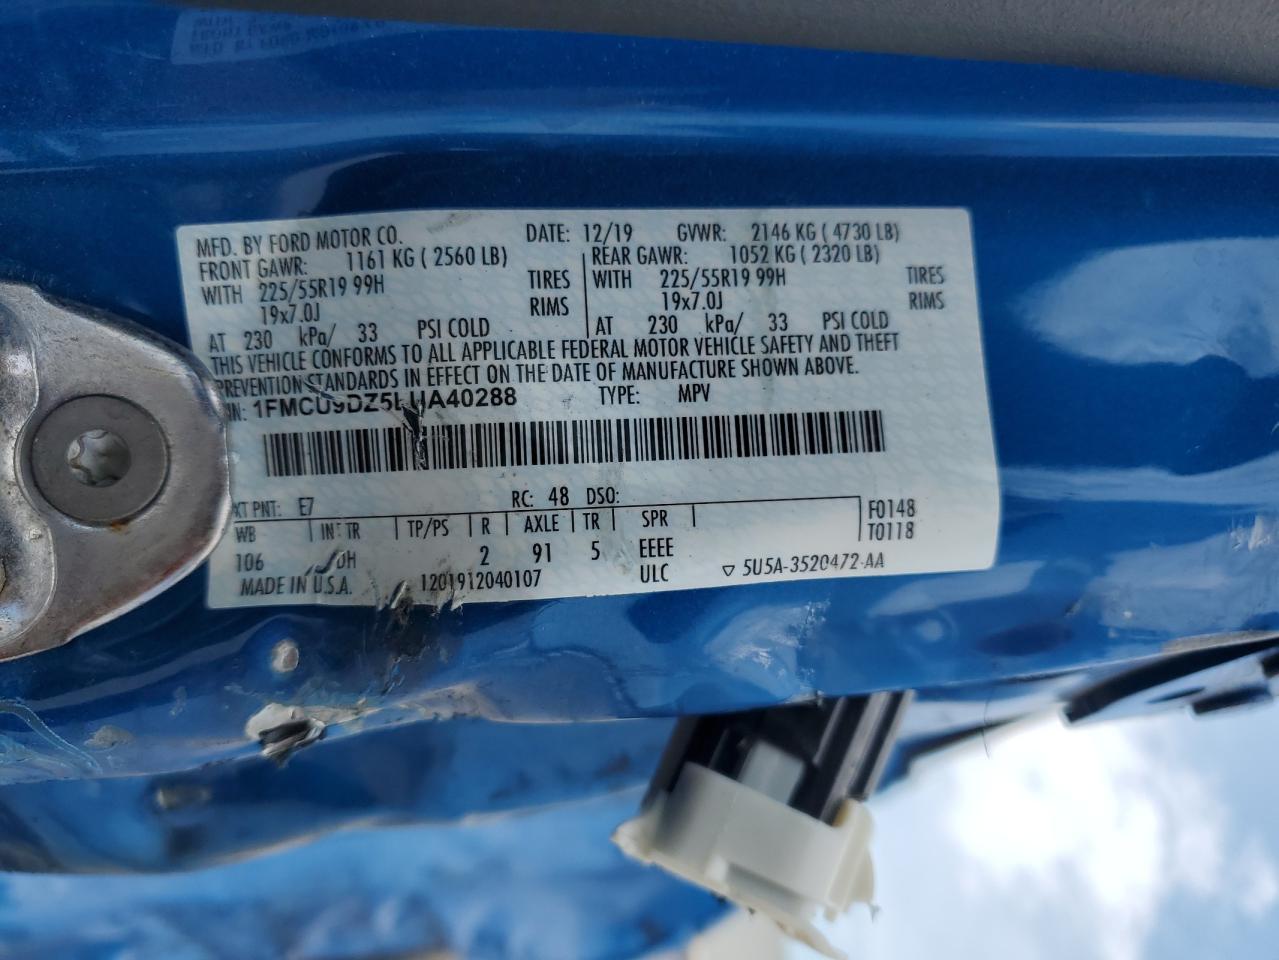 MFD. BY FORD MOTOR CO. DATE: 12/19 GVWR: 2146 KG ( 4730 LB)
FRONT GAWR: 1161 KG ( 2560 LB) REAR GAWR: 1052 KG ( 2320 LB)
WITH 225/55R19 99H TIRES WITH 225/55R19 99H TIRES
19x7.0J RIMS 19x7.0J RIMS
AT 230 kPa/ 33 PSI COLD AT 230 kPa/ 33 PSI COLD
THIS VEHICLE CONFORMS TO ALL APPLICABLE FEDERAL MOTOR VEHICLE SAFETY AND THEFT
PREVENTION STANDARDS IN EFFECT ON THE DATE OF MANUFACTURE SHOWN ABOVE.
TYPE: MPV
PNT: E7 RC: 48 DSO:
WB TP/PS R AXLE TR SPR F0148
106 2 91 5 EEEE T0118
MADE IN U.S.A. 1201912040107 ULC ▽ 5U5A-3520472-AA